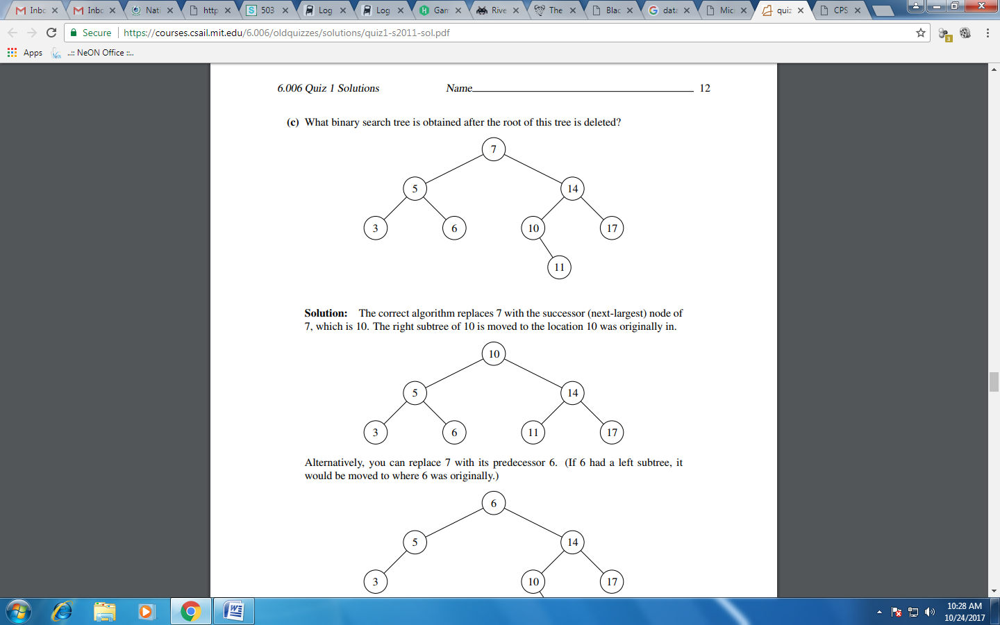 Inbc
Inbc
Nati
http
503
Log
Log
Gan
Rive
The
Blac
data
Mic
quiz
CPS
Secure
https://courses.csail.mit.edu/6.006/oldquizzes/solutions/quiz1-s2011-sol.pdf
3
Apps
..:: NeON Office ::..
6.006 Quiz 1 Solutions Name 12
(c) What binary search tree is obtained after the root of this tree is deleted?
7
5 14
3 6 10 17
11
Solution: The correct algorithm replaces 7 with the successor (next-largest) node of
7, which is 10. The right subtree of 10 is moved to the location 10 was originally in.
10
5 14
3 6 11 17
Alternatively, you can replace 7 with its predecessor 6. (If 6 had a left subtree, it
would be moved to where 6 was originally.)
6
5 14
3 10 17
10:28 AM
10/24/2017